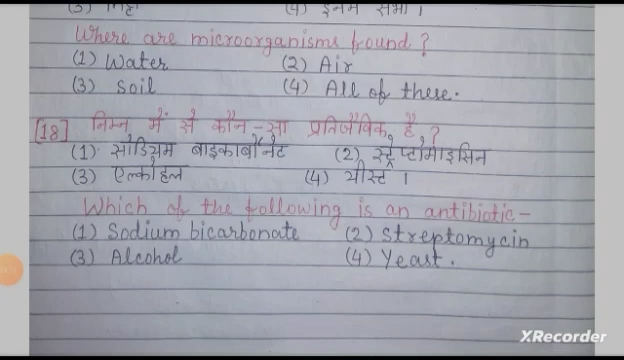 (3) मिट्टी (4) इनमें सभी ।
Where are microorganisms found ?
(1) Water (2) Air
(3) Soil (4) All of these.
[18] निम्न में से कौन-सा प्रतिजैविक है ?
(1) सोडियम बाइकार्बोनेट (2) स्ट्रेप्टोमाइसिन
(3) एल्कोहल (4) यीस्ट ।
Which of the following is an antibiotic-
(1) Sodium bicarbonate (2) Streptomycin
(3) Alcohol (4) Yeast.
XRecorder